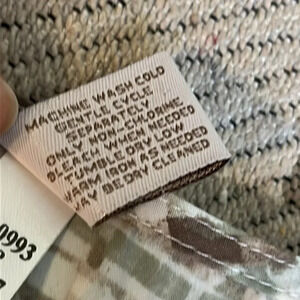 MACHINE WASH COLD
GENTLE CYCLE
SEPARATELY
ONLY NON-CHLORINE
BLEACH WHEN NEEDED
TUMBLE DRY LOW
WARM IRON AS NEEDED
MAY BE DRY CLEANED
0993